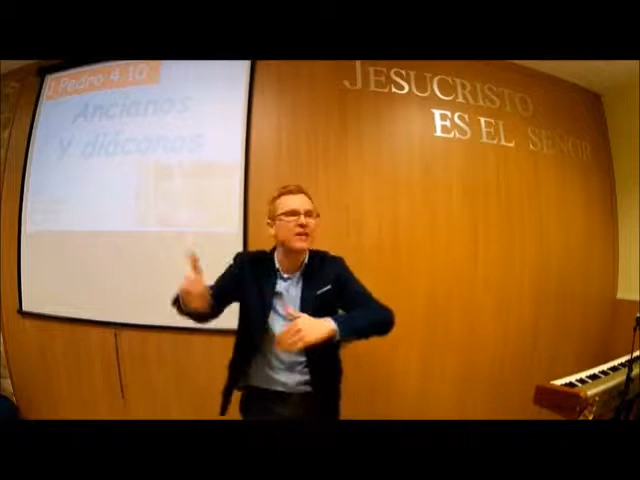 1 Pedro 4.10
Ancianos
y diáconos
JESUCRISTO
ES EL SEÑOR